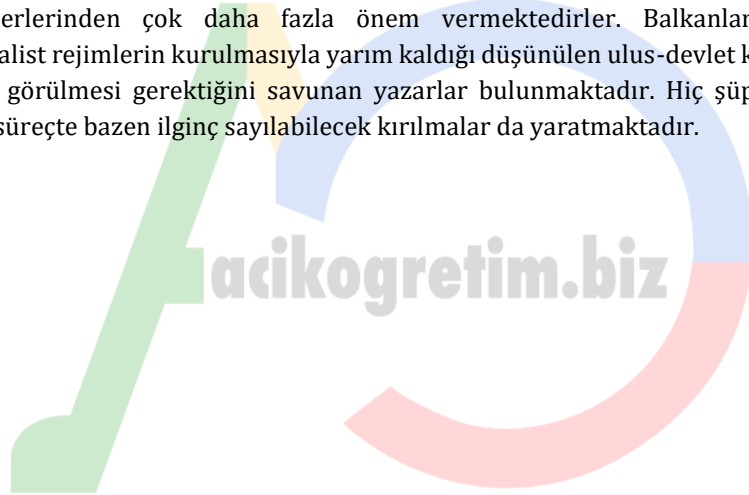 erlerinden çok daha fazla önem vermektedirler. Balkanlar
alist rejimlerin kurulmasıyla yarım kaldığı düşünülen ulus-devlet k
görülmesi gerektiğini savunan yazarlar bulunmaktadır. Hiç şüp
süreçte bazen ilginç sayılabilecek kırılmalar da yaratmaktadır.
acikogretim.biz